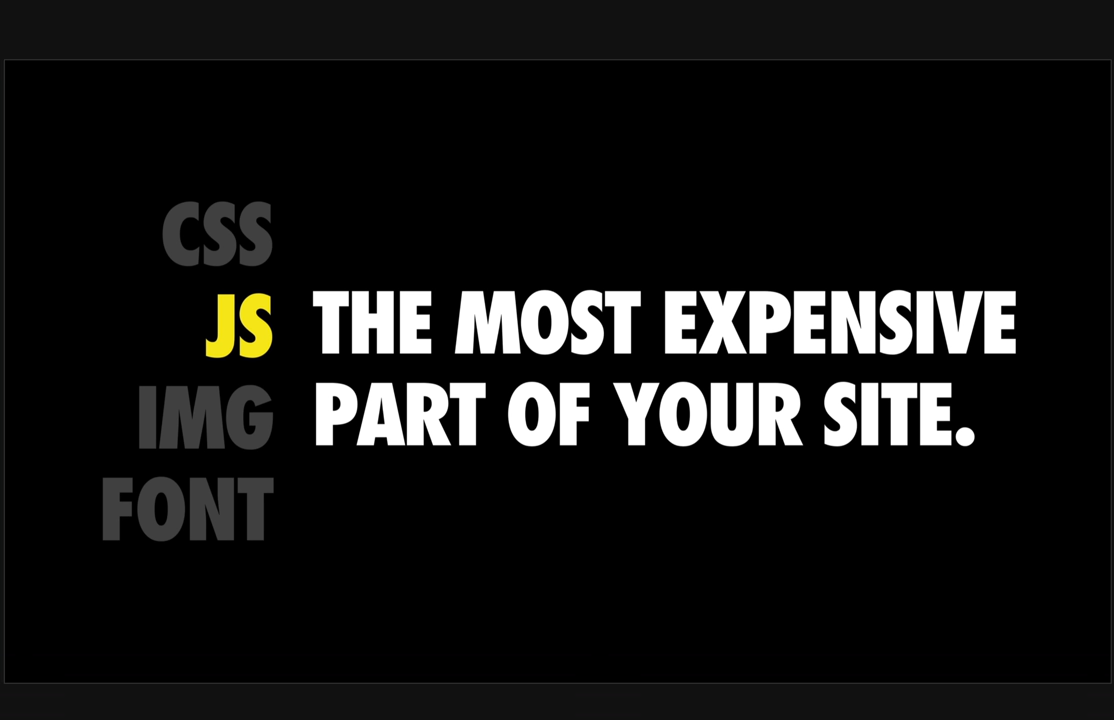 CSS
JS THE MOST EXPENSIVE
IMG PART OF YOUR SITE.
FONT